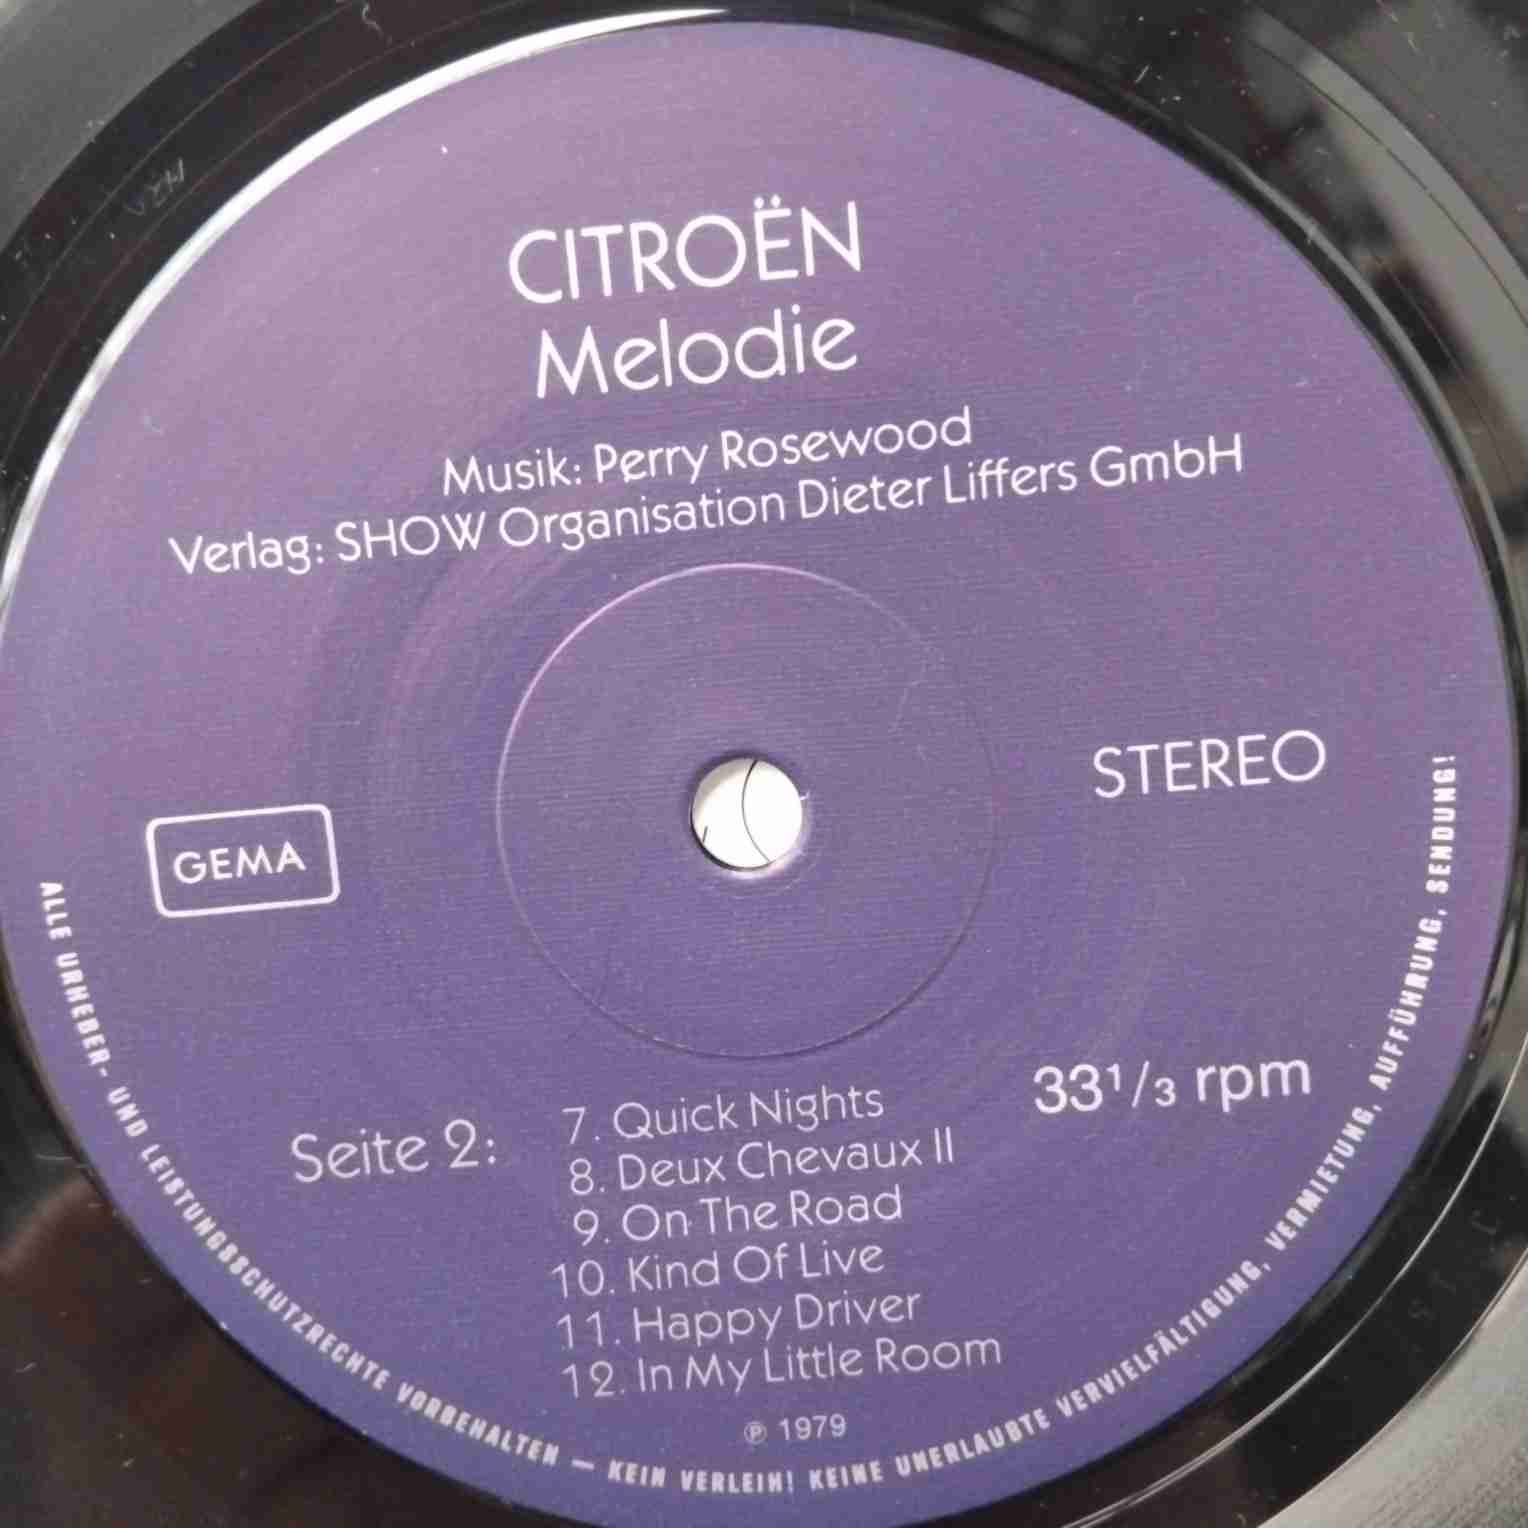 CITROËN
Melodie
Musik: Perry Rosewood
Verlag: SHOW Organisation Dieter Liffers GmbH
STEREO
GEMA
33 1/3 rpm
Seite 2:
7. Quick Nights
8. Deux Chevaux II
9. On The Road
10. Kind Of Live
11. Happy Driver
12. In My Little Room
℗ 1979
ALLE URHEBER- UND LEISTUNGSSCHUTZRECHTE VORBEHALTEN — KEIN VERLEIH! KEINE UNERLAUBTE VERVIELFÄLTIGUNG, VERMIETUNG, AUFFÜHRUNG, SENDUNG!